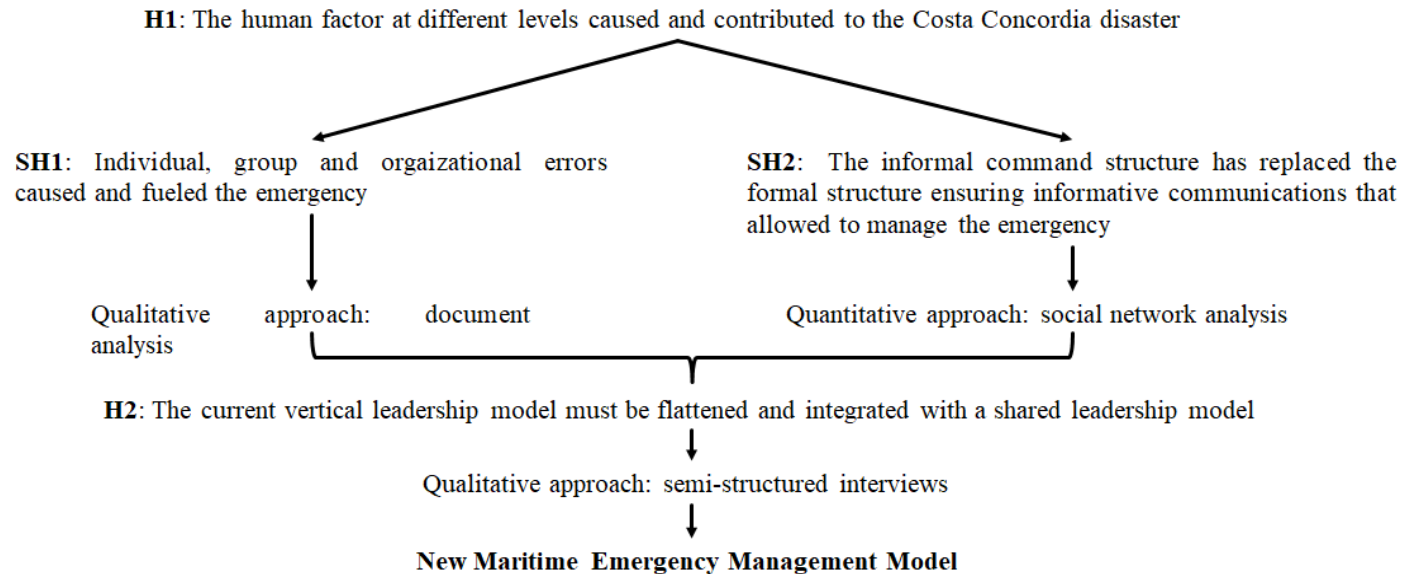 H1: The human factor at different levels caused and contributed to the Costa Concordia disaster
SH1: Individual, group and orgaizational errors
caused and fueled the emergency
SH2: The informal command structure has replaced the
formal structure ensuring informative communications that
allowed to manage the emergency
Qualitative approach: document
analysis
Quantitative approach: social network analysis
H2: The current vertical leadership model must be flattened and integrated with a shared leadership model
Qualitative approach: semi-structured interviews
New Maritime Emergency Management Model